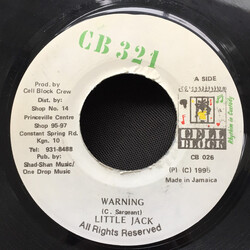 CB 321
Prod. by
Cell Block Crew
Dist. by:
Shop No. 14
Princeville Centre
Shop 95-97
Constant Spring Rd.
Kgn. 10
Tel: 931-8488
Pub. by:
Shad-Shan Music/
One Drop Music
A SIDE
CELL
BLOCK
CB 026
(P) (C) 1995
Made in Jamaica
WARNING
(C. Sergeant)
LITTLE JACK
All Rights Reserved